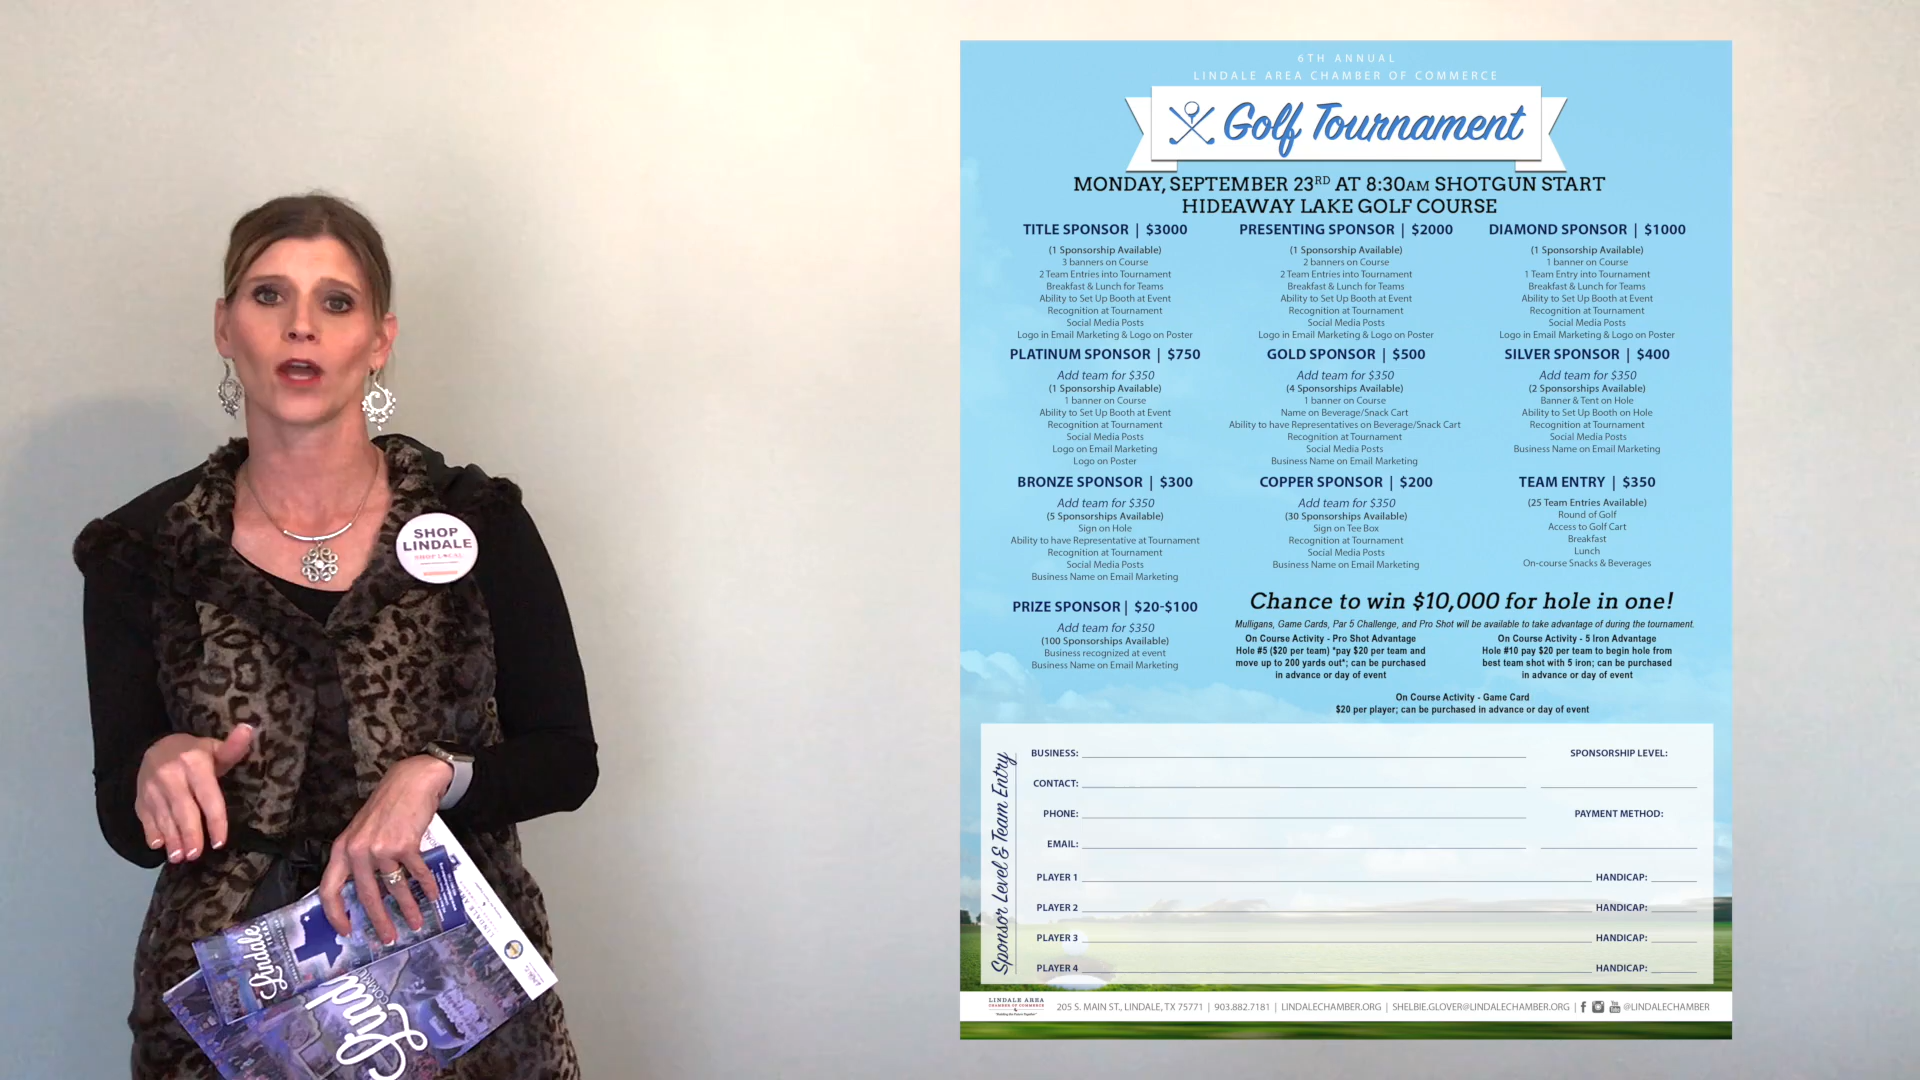 6TH ANNUAL
LINDALE AREA CHAMBER OF COMMERCE
Golf Tournament
MONDAY, SEPTEMBER 23RD AT 8:30AM SHOTGUN START
HIDEAWAY LAKE GOLF COURSE
TITLE SPONSOR | $3000
(1 Sponsorship Available)
3 banners on Course
2 Team Entries into Tournament
Breakfast & Lunch for Teams
Ability to Set Up Booth at Event
Recognition at Tournament
Social Media Posts
Logo in Email Marketing & Logo on Poster
PRESENTING SPONSOR | $2000
(1 Sponsorship Available)
2 banners on Course
2 Team Entries into Tournament
Breakfast & Lunch for Teams
Ability to Set Up Booth at Event
Recognition at Tournament
Social Media Posts
Logo in Email Marketing & Logo on Poster
DIAMOND SPONSOR | $1000
(1 Sponsorship Available)
1 banner on Course
1 Team Entry into Tournament
Breakfast & Lunch for Teams
Ability to Set Up Booth at Event
Recognition at Tournament
Social Media Posts
Logo in Email Marketing & Logo on Poster
PLATINUM SPONSOR | $750
Add team for $350
(1 Sponsorship Available)
1 banner on Course
Ability to Set Up Booth at Event
Recognition at Tournament
Social Media Posts
Logo on Email Marketing
Logo on Poster
GOLD SPONSOR | $500
Add team for $350
(4 Sponsorships Available)
1 banner on Course
Name on Beverage/Snack Cart
Ability to have Representatives on Beverage/Snack Cart
Recognition at Tournament
Social Media Posts
Business Name on Email Marketing
SILVER SPONSOR | $400
Add team for $350
(2 Sponsorships Available)
Banner & Tent on Hole
Ability to Set Up Booth on Hole
Recognition at Tournament
Social Media Posts
Business Name on Email Marketing
BRONZE SPONSOR | $300
Add team for $350
(5 Sponsorships Available)
Sign on Hole
Ability to have Representative at Tournament
Recognition at Tournament
Social Media Posts
Business Name on Email Marketing
COPPER SPONSOR | $200
Add team for $350
(30 Sponsorships Available)
Sign on Tee Box
Recognition at Tournament
Social Media Posts
Business Name on Email Marketing
TEAM ENTRY | $350
(25 Team Entries Available)
Round of Golf
Access to Golf Cart
Breakfast
Lunch
On-course Snacks & Beverages
PRIZE SPONSOR | $20-$100
Add team for $350
(100 Sponsorships Available)
Business recognized at event
Business Name on Email Marketing
Chance to win $10,000 for hole in one!
Mulligans, Game Cards, Par 5 Challenge, and Pro Shot will be available to take advantage of during the tournament.
On Course Activity - Pro Shot Advantage
Hole #5 ($20 per team) *pay $20 per team and
move up to 200 yards out*; can be purchased
in advance or day of event
On Course Activity - 5 Iron Advantage
Hole #10 pay $20 per team to begin hole from
best team shot with 5 iron; can be purchased
in advance or day of event
On Course Activity - Game Card
$20 per player; can be purchased in advance or day of event
Sponsor Level & Team Entry
BUSINESS:
SPONSORSHIP LEVEL:
CONTACT:
PHONE:
PAYMENT METHOD:
EMAIL:
PLAYER 1 HANDICAP:
PLAYER 2 HANDICAP:
PLAYER 3 HANDICAP:
PLAYER 4 HANDICAP:
LINDALE AREA
CHAMBER OF COMMERCE
205 S. MAIN ST., LINDALE, TX 75771 | 903.882.7181 | LINDALECHAMBER.ORG | SHELBIE.GLOVER@LINDALECHAMBER.ORG | @LINDALECHAMBER
SHOP
LINDALE
SHOP LOCAL
Lindale
TEXAS